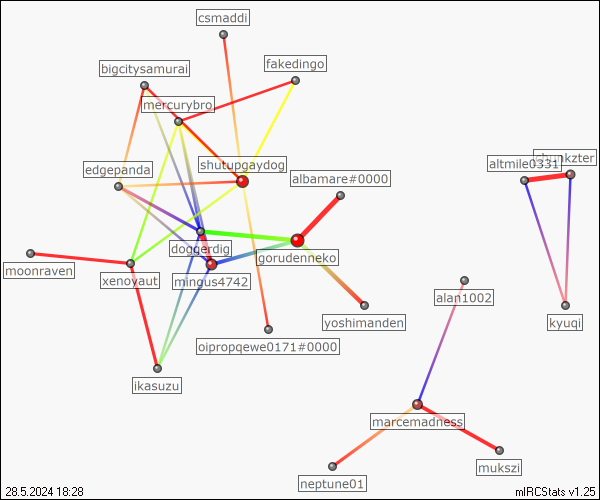 csmaddi
bigcitysamurai
fakedingo
mercurybro
altmile0331
edgepanda
shutupgaydog
albamare#0000
doggerdig
gorudenneko
moonraven
xenoyaut
mingus4742
alan1002
yoshimanden
kyuqi
oipropqewe0171#0000
ikasuzu
marcemadness
mukszi
neptune01
28.5.2024 18:28
mIRCStats v1.25